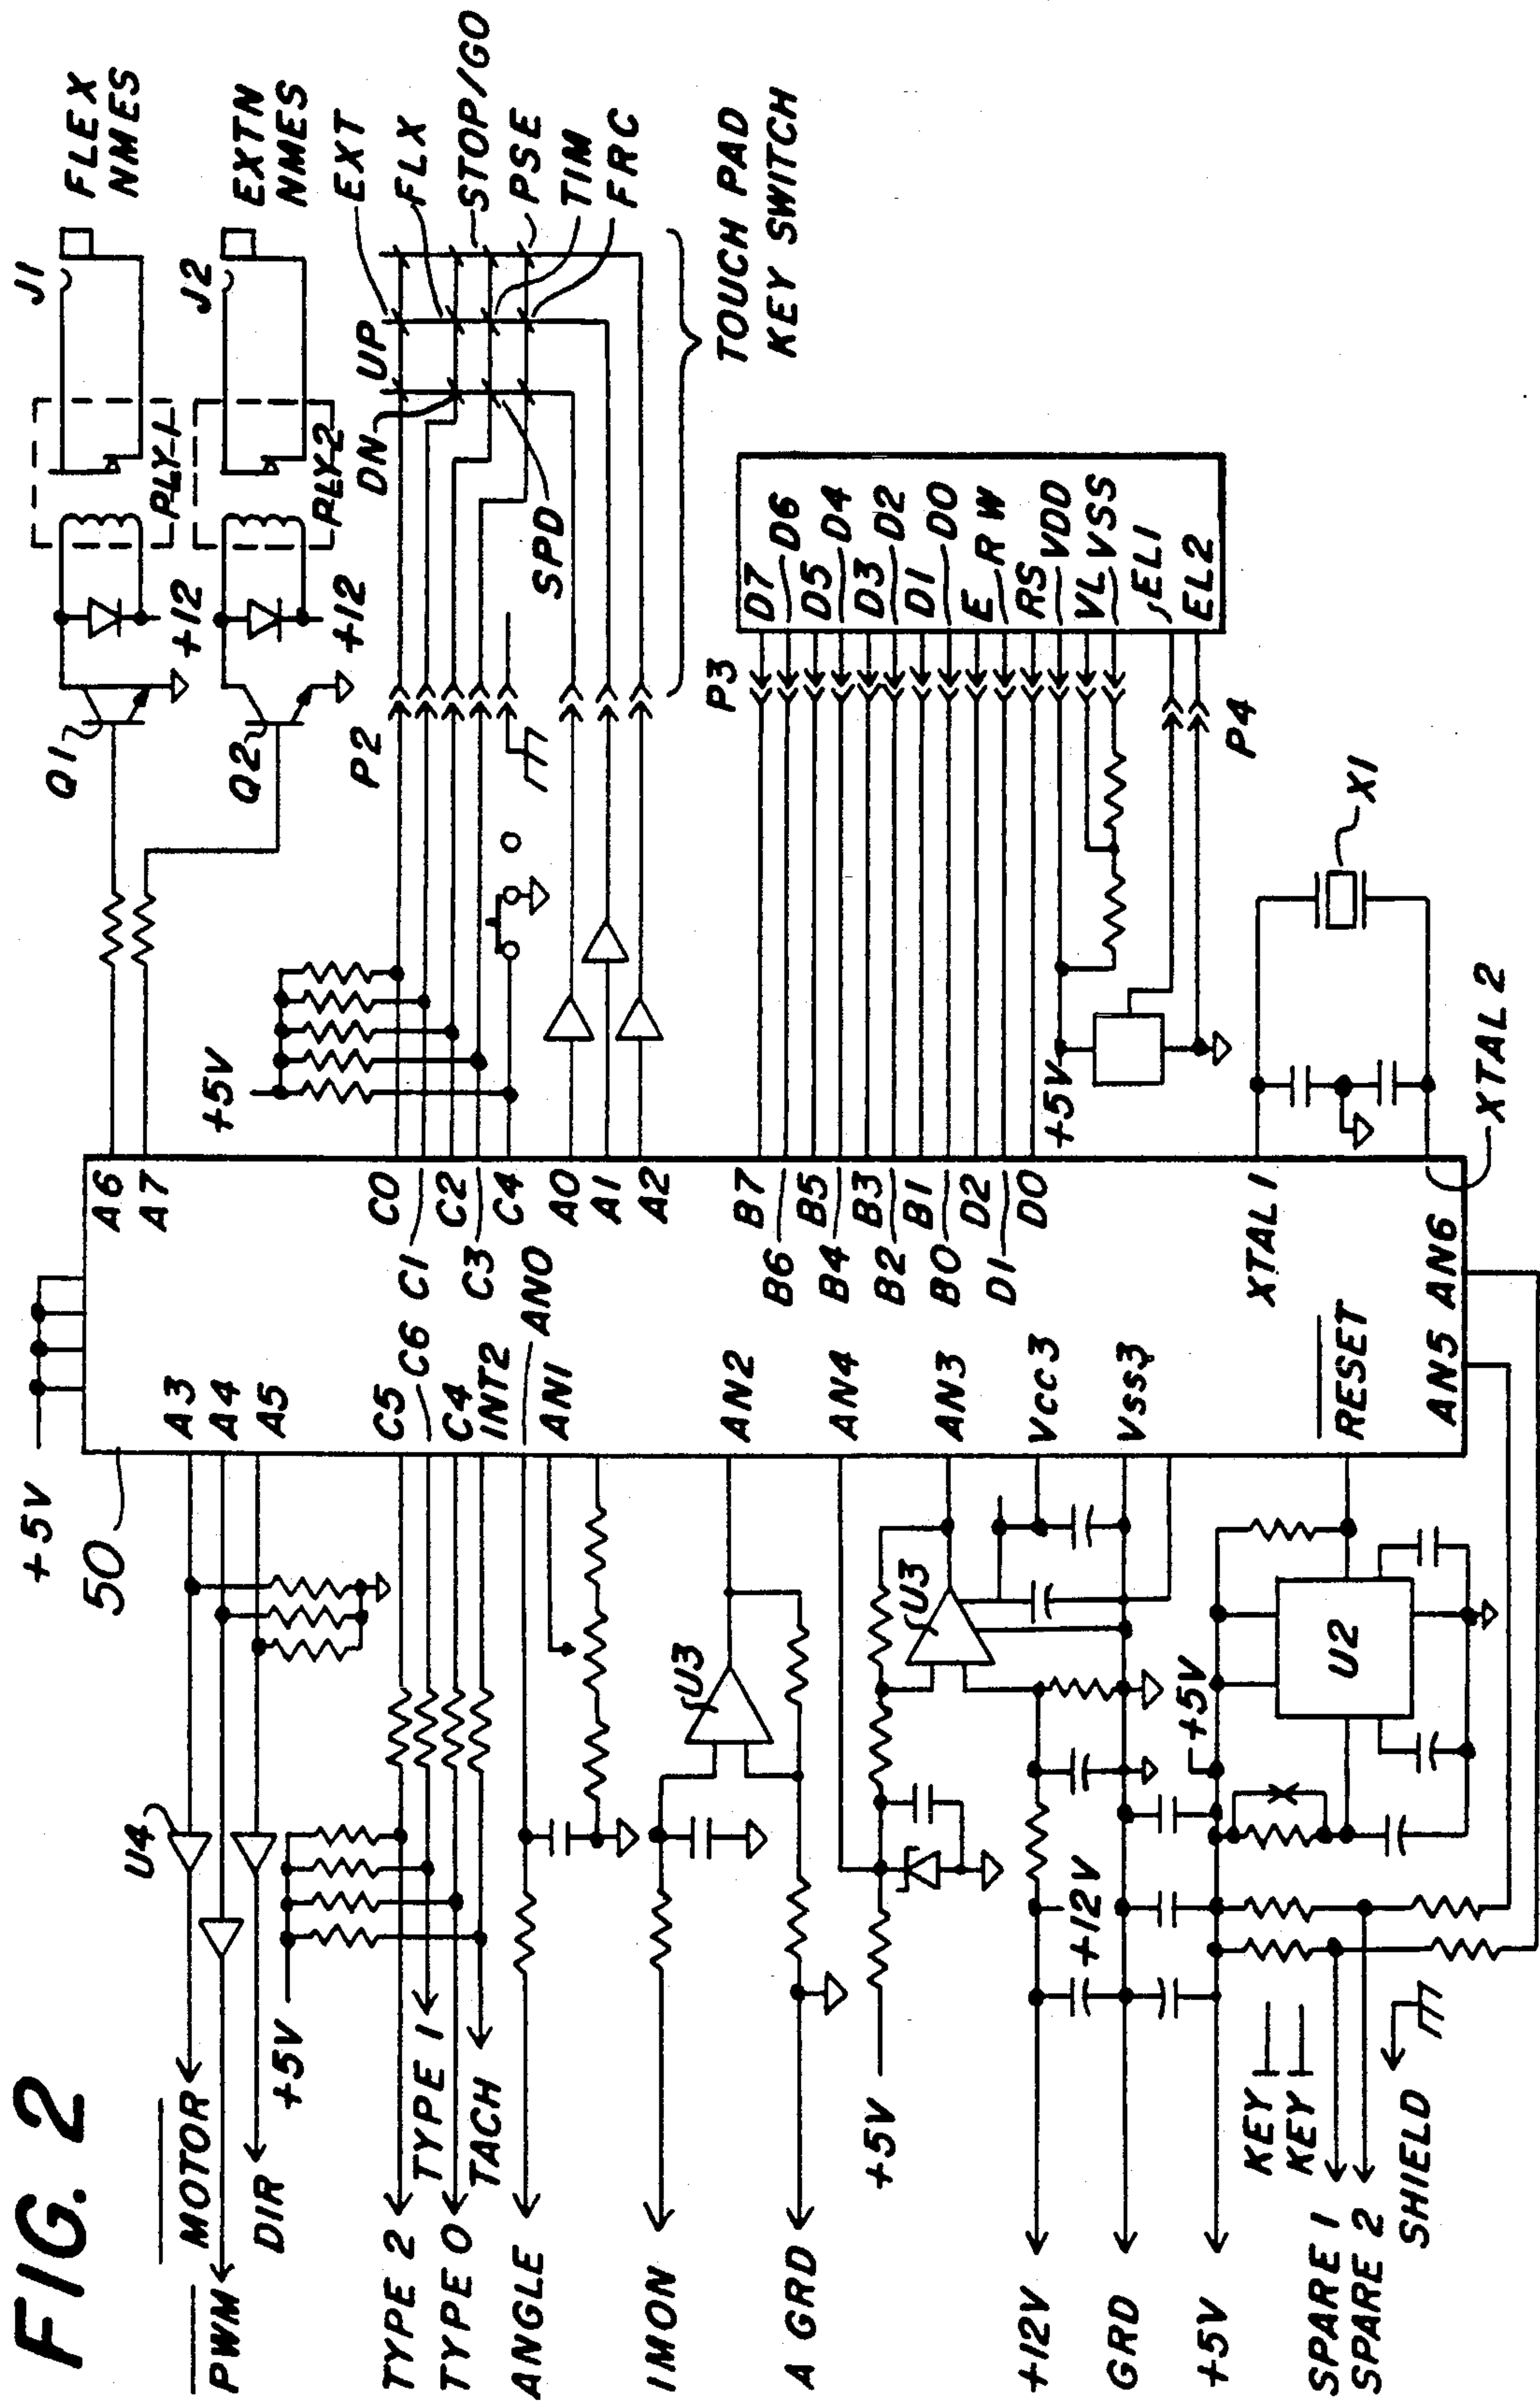 FIG. 2
+5V
50
A3
A4
A5
C5
C6
C4
INT2
AN0
AN1
AN2
AN4
AN3
Vcc3
Vss3
RESET
AN5
AN6
A6
A7
C0
C1
C2
C3
C4
A0
A1
A2
B7
B6
B5
B4
B3
B2
B1
B0
D2
D1
D0
XTAL1
XTAL 2
X1
MOTOR
PWM
DIR
U4
+5V
TYPE 2
TYPE 1
TYPE 0
TACH
ANGLE
IMON
U3
A GRD
+5V
U3
+12V
+12V
GRD
+5V
+5V
U2
KEY
KEY
SPARE 1
SPARE 2
SHIELD
Q1
+12
RLY-1
J1
FLEX
NMES
Q2
+12
RLY-2
J2
EXTN
NMES
+5V
P2
DN
UP
SPD
EXT
FLX
STOP/GO
PSE
TIM
FRC
TOUCH PAD
KEY SWITCH
P3
D7
D6
D5
D4
D3
D2
D1
D0
E
RW
RS
VDD
VL
VSS
EL1
EL2
P4
+5V